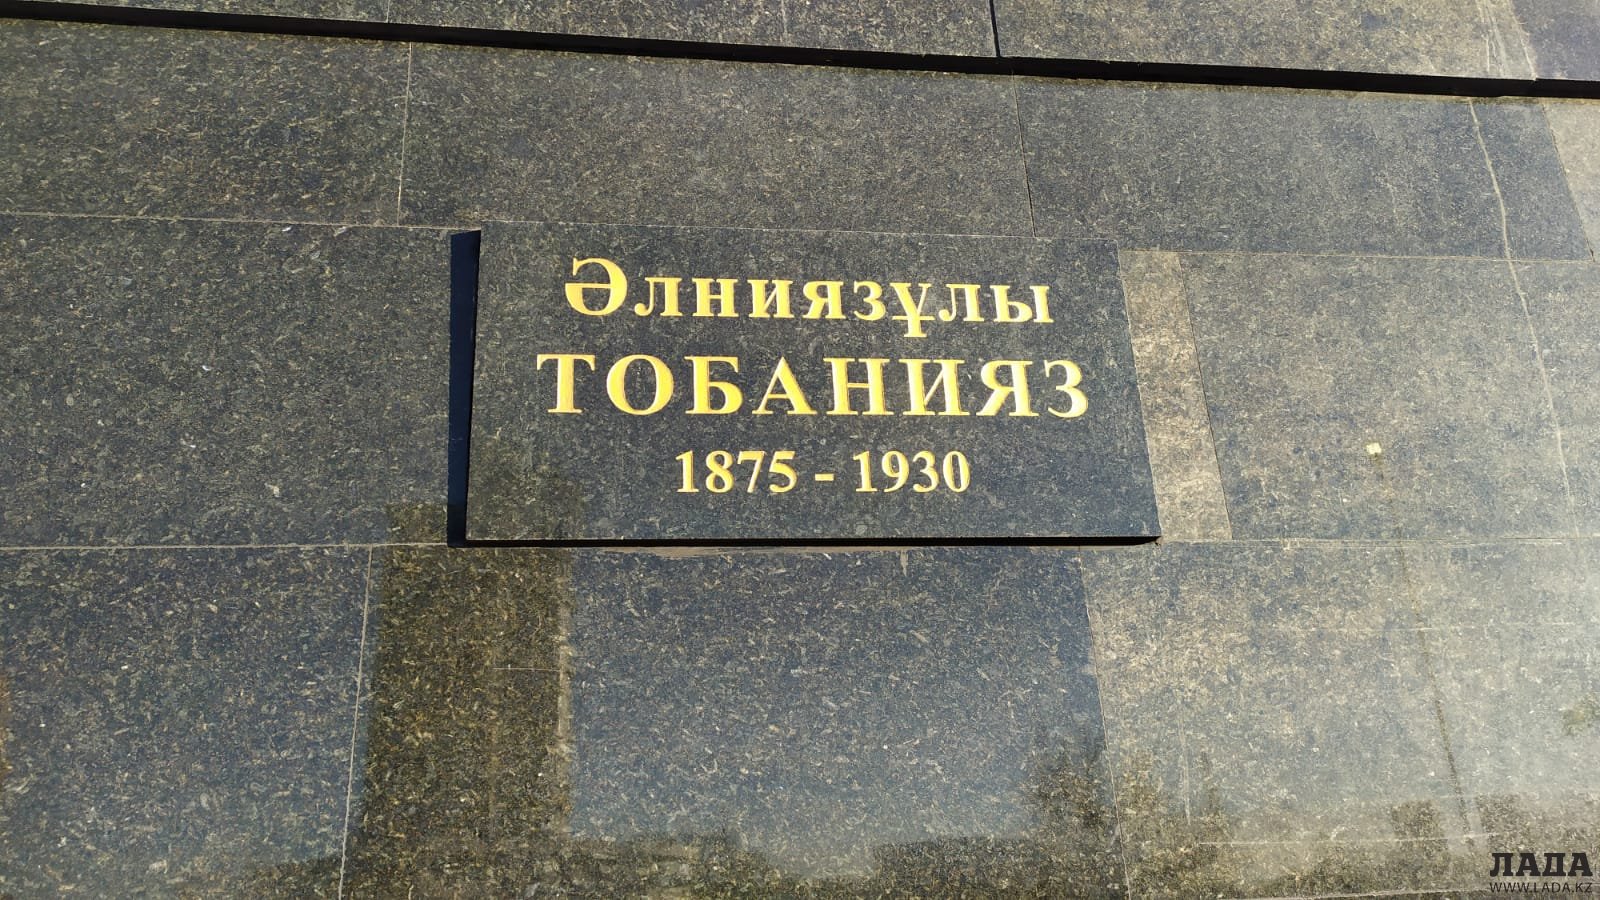 Әлниязұлы
ТОБАНИЯЗ
1875 - 1930
ЛАДА
WWW.LADA.KZ